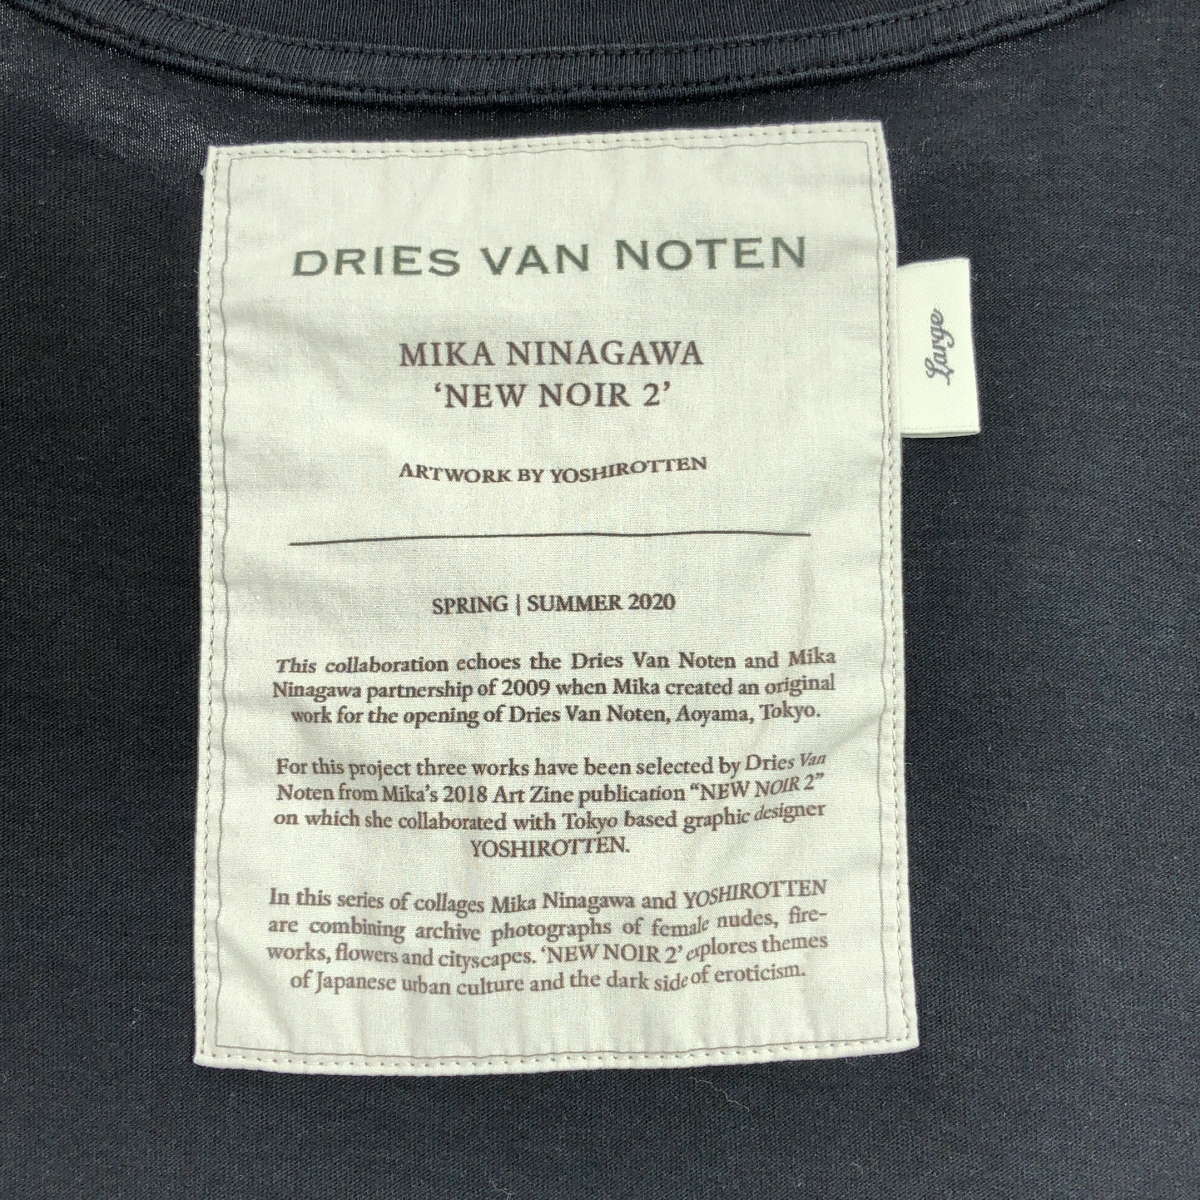 DRIES VAN NOTEN
MIKA NINAGAWA
‘NEW NOIR 2’
Large
ARTWORK BY YOSHIROTTEN
SPRING | SUMMER 2020
This collaboration echoes the Dries Van Noten and Mika
Ninagawa partnership of 2009 when Mika created an original
work for the opening of Dries Van Noten, Aoyama, Tokyo.
For this project three works have been selected by Dries Van
Noten from Mika’s 2018 Art Zine publication “NEW NOIR 2”
on which she collaborated with Tokyo based graphic designer
YOSHIROTTEN.
In this series of collages Mika Ninagawa and YOSHIROTTEN
are combining archive photographs of female nudes, fire-
works, flowers and cityscapes. ‘NEW NOIR 2’ explores themes
of Japanese urban culture and the dark side of eroticism.